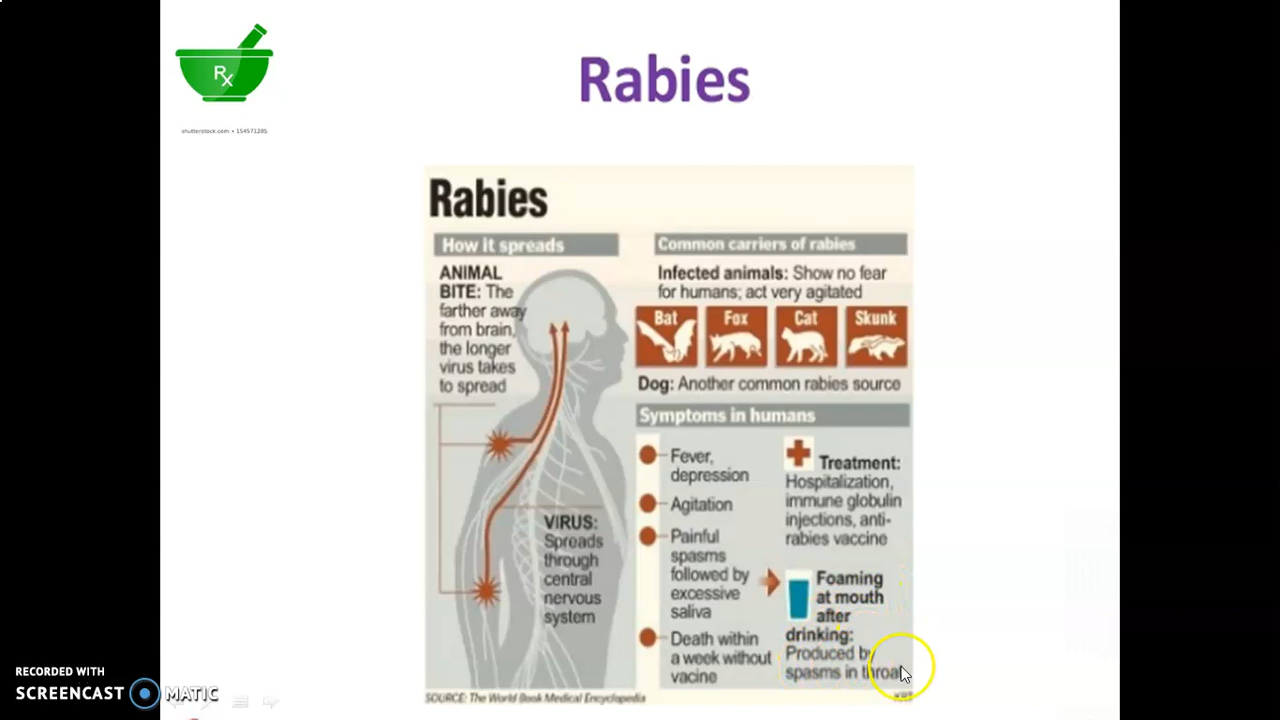 Rx
shutterstock.com • 154571285
Rabies
Rabies
How it spreads
ANIMAL
BITE: The
farther away
from brain,
the longer
virus takes
to spread
VIRUS:
Spreads
through
central
nervous
system
Common carriers of rabies
Infected animals: Show no fear
for humans; act very agitated
Bat Fox Cat Skunk
Dog: Another common rabies source
Symptoms in humans
Fever,
depression
Agitation
Painful
spasms
followed by
excessive
saliva
Death within
a week without
vacine
Treatment:
Hospitalization,
immune globulin
injections, anti-
rabies vaccine
Foaming
at mouth
after
drinking:
Produced by
spasms in throat
SOURCE: The World Book Medical Encyclopedia
RECORDED WITH
SCREENCAST MATIC